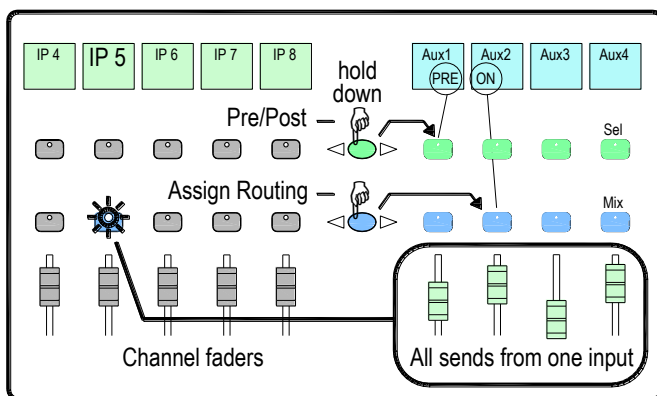 IP 4 IP 5 IP 6 IP 7 IP 8 Aux1 Aux2 Aux3 Aux4
PRE ON
hold
down
Pre/Post
Sel
Assign Routing
Mix
Channel faders All sends from one input